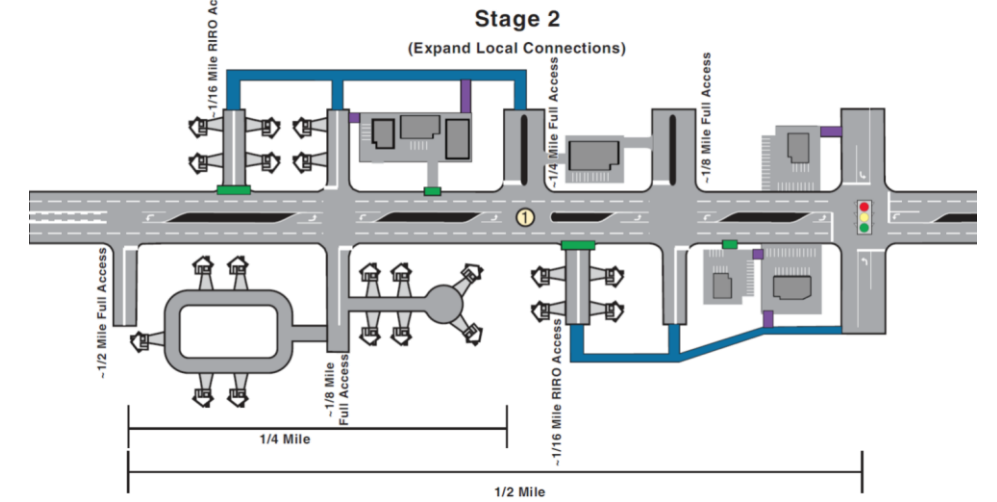 Stage 2
(Expand Local Connections)
~1/16 Mile RIRO Ac
~1/4 Mile Full Access
~1/8 Mile Full Access
1
~1/2 Mile Full Access
~1/8 Mile
Full Access
~1/16 Mile RIRO Access
1/4 Mile
1/2 Mile